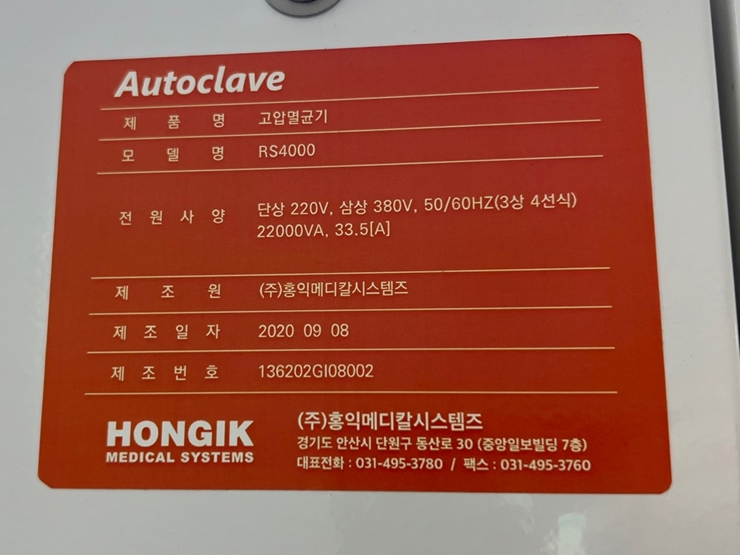 Autoclave
제 품 명 고압멸균기
모 델 명 RS4000
전 원 사 양 단상 220V, 삼상 380V, 50/60HZ(3상 4선식)
22000VA, 33.5[A]
제 조 원 (주)홍익메디칼시스템즈
제 조 일 자 2020 09 08
제 조 번 호 136202GI08002
HONGIK
MEDICAL SYSTEMS
(주)홍익메디칼시스템즈
경기도 안산시 단원구 동산로 30 (중앙일보빌딩 7층)
대표전화 : 031-495-3780 / 팩스 : 031-495-3760